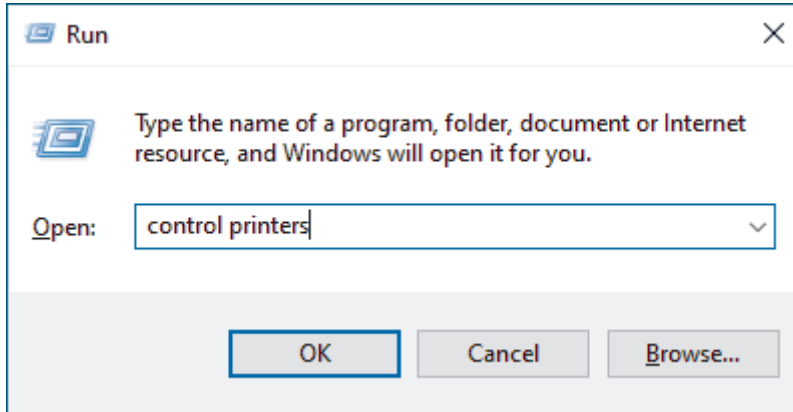 Run
Type the name of a program, folder, document or Internet
resource, and Windows will open it for you.
Open: control printers
OK Cancel Browse...